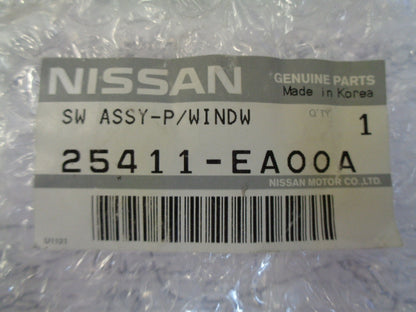 NISSAN GENUINE PARTS
Made in Korea
SW ASSY-P/WINDW Q'TY 1
25411-EA00A
NISSAN MOTOR CO.,LTD.